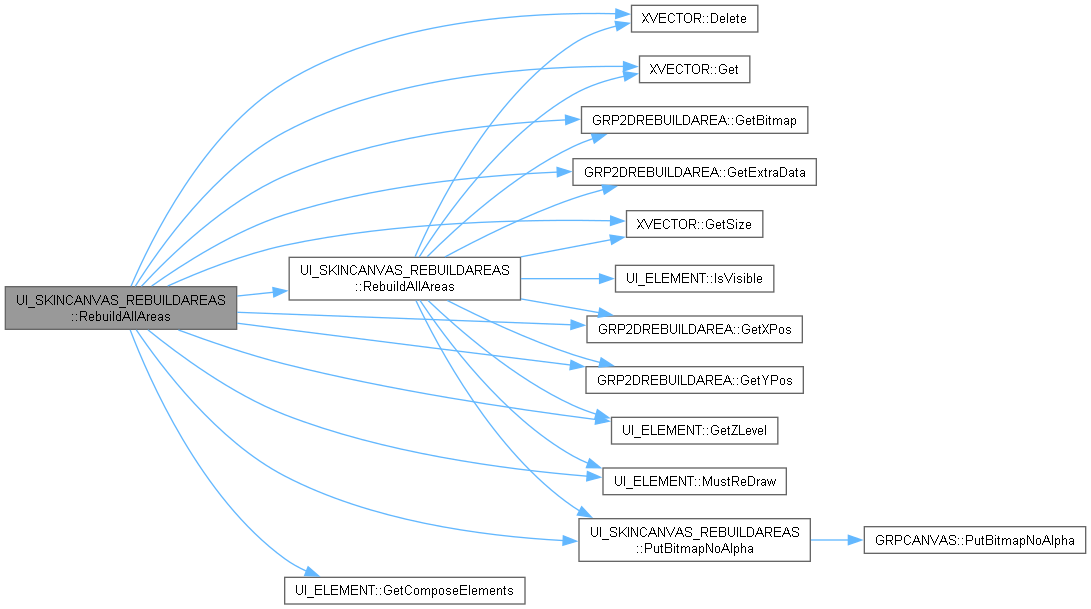 XVECTOR::Delete
XVECTOR::Get
GRP2DREBUILDAREA::GetBitmap
GRP2DREBUILDAREA::GetExtraData
XVECTOR::GetSize
UI_SKINCANVAS_REBUILDAREAS
::RebuildAllAreas
UI_ELEMENT::IsVisible
UI_SKINCANVAS_REBUILDAREAS
::RebuildAllAreas
GRP2DREBUILDAREA::GetXPos
GRP2DREBUILDAREA::GetYPos
UI_ELEMENT::GetZLevel
UI_ELEMENT::MustReDraw
UI_SKINCANVAS_REBUILDAREAS
::PutBitmapNoAlpha
GRPCANVAS::PutBitmapNoAlpha
UI_ELEMENT::GetComposeElements